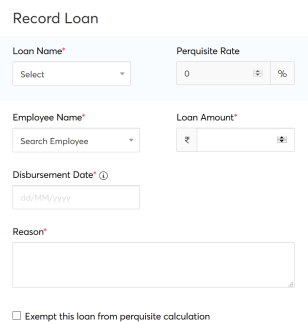 Record Loan
Loan Name* Perquisite Rate
Select 0 %
Employee Name* Loan Amount*
Search Employee ₹
Disbursement Date*
dd/MM/yyyy
Reason*
Exempt this loan from perquisite calculation